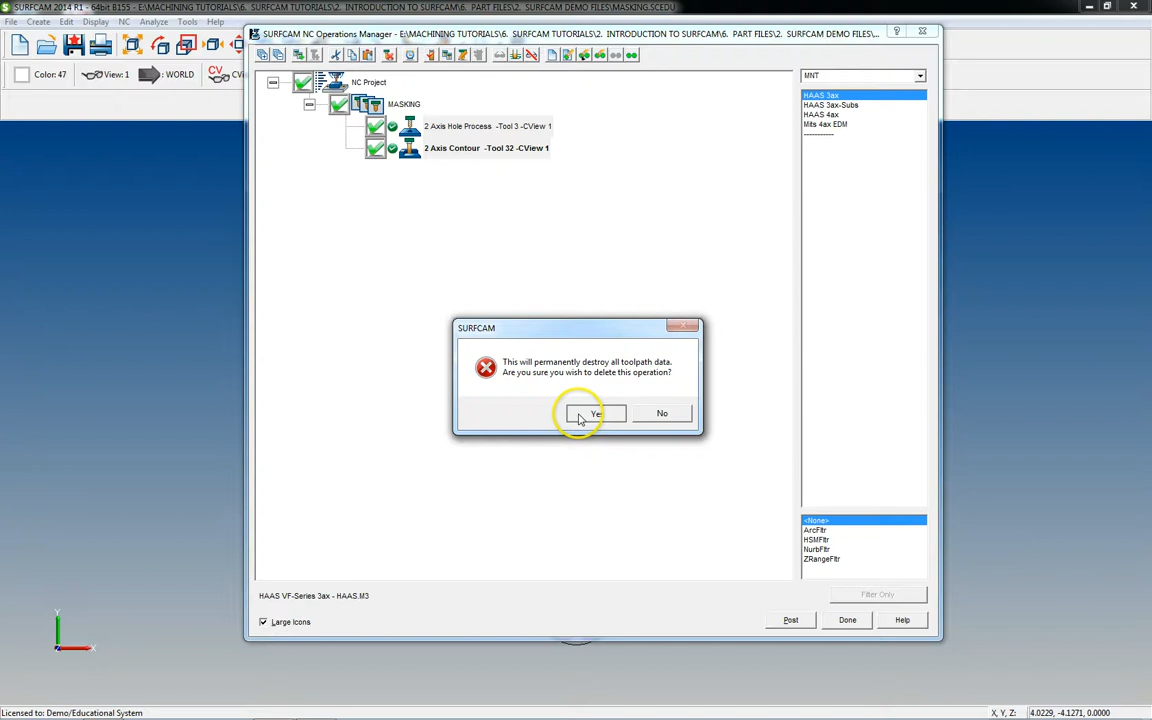 SURFCAM 2014 R1 - 64bit B155 - E:\MACHINING TUTORIALS\6. SURFCAM TUTORIALS\2. INTRODUCTION TO SURFCAM\6. PART FILES\2. SURFCAM DEMO FILES\MASKING.SCEDU
File Create Edit Display NC Analyze Tools Help
SURFCAM NC Operations Manager - E:\MACHINING TUTORIALS\6. SURFCAM TUTORIALS\2. INTRODUCTION TO SURFCAM\6. PART FILES\2. SURFCAM DEMO FILES\...
Color: 47 View: 1 : WORLD CV
NC Project
MASKING
2 Axis Hole Process -Tool 3 -CView 1
2 Axis Contour -Tool 32 -CView 1
MNT
HAAS 3ax
HAAS 3ax-Subs
HAAS 4ax
Mits 4ax EDM
-----------
SURFCAM
This will permanently destroy all toolpath data.
Are you sure you wish to delete this operation?
Yes No
<None>
ArcFltr
HSMFltr
NurbFltr
ZRangeFltr
Filter Only
HAAS VF-Series 3ax - HAAS.M3
Large Icons
Post Done Help
Y
X
Licensed to: Demo/Educational System
X, Y, Z: 4.0229, -4.1271, 0.0000